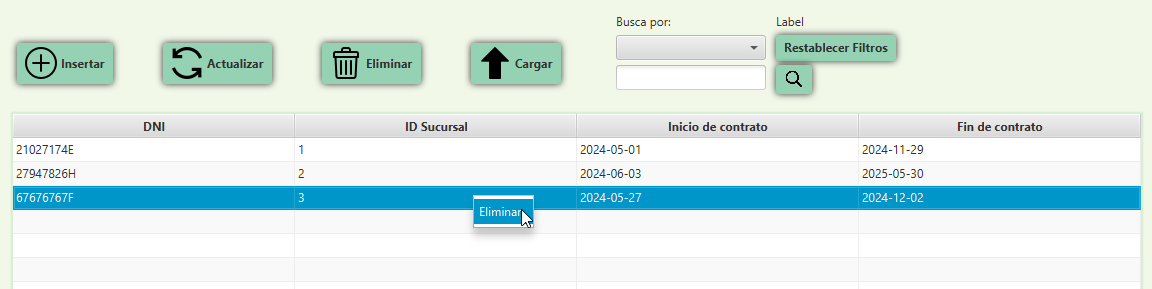 Busca por:
Label
Insertar
Actualizar
Eliminar
Cargar
Restablecer Filtros
DNI ID Sucursal Inicio de contrato Fin de contrato
21027174E 1 2024-05-01 2024-11-29
27947826H 2 2024-06-03 2025-05-30
67676767F 3 2024-05-27 2024-12-02
Eliminar